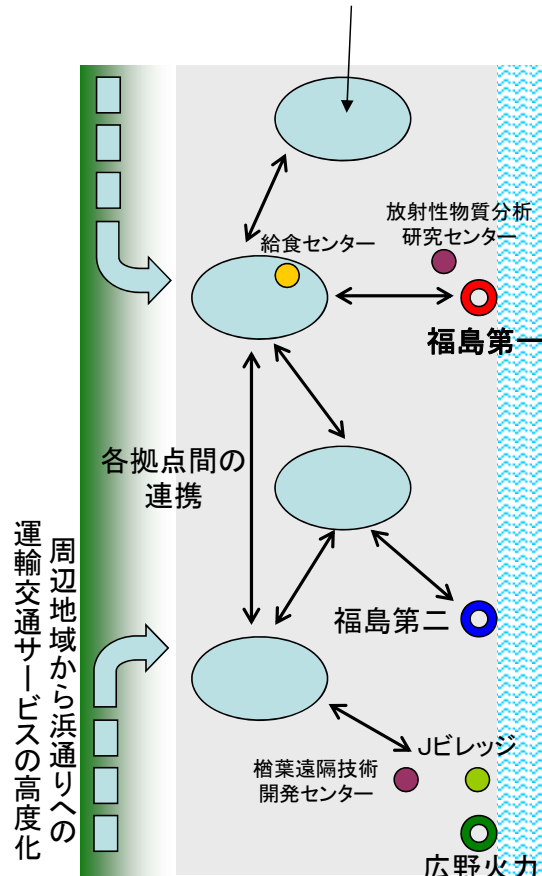 放射性物質分析
研究センター
給食センター
福島第一
各拠点間の
連携
福島第二
周辺地域から浜通りへの
運輸交通サービスの高度化
Jビレッジ
楢葉遠隔技術
開発センター
広野火力